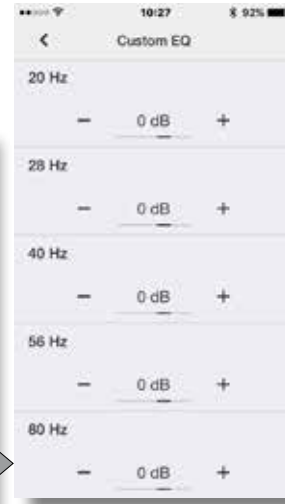 10:27 92%
Custom EQ
20 Hz
− 0 dB +
28 Hz
− 0 dB +
40 Hz
− 0 dB +
56 Hz
− 0 dB +
80 Hz
− 0 dB +